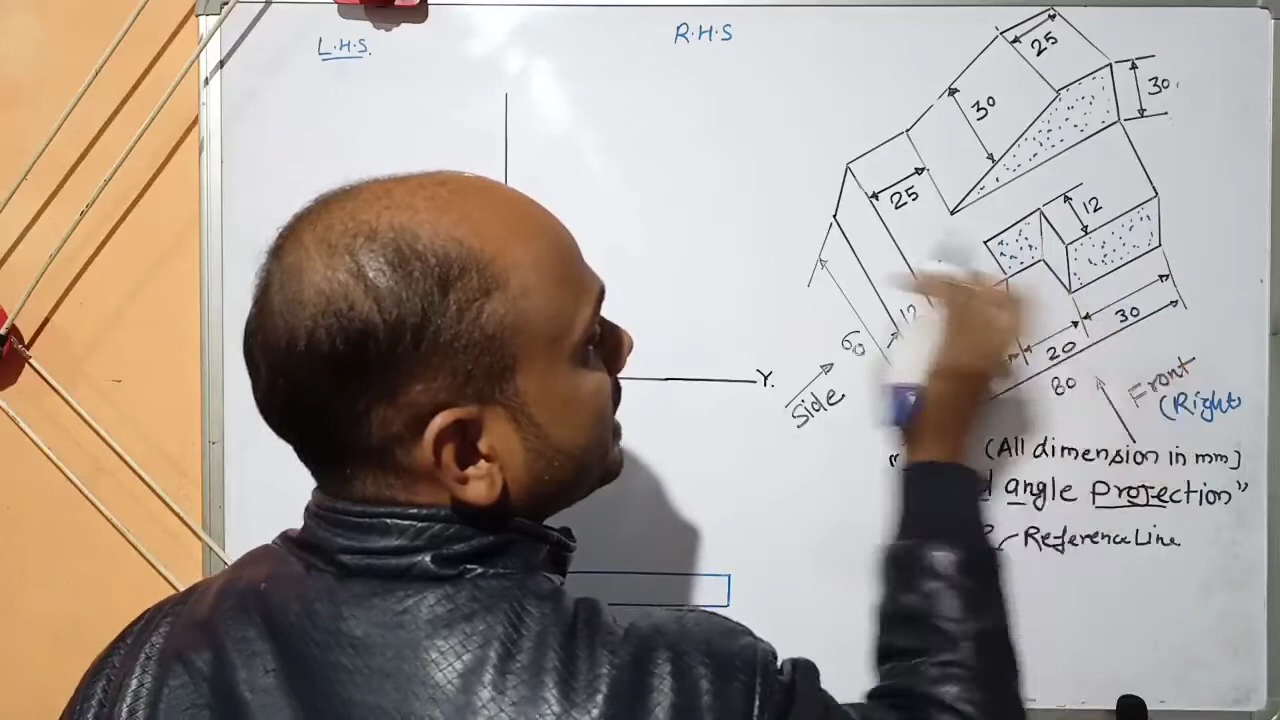 L.H.S.
R.H.S
25
30
30
25
12
12
60
30
20
80
Side
Front
(Right
(All dimension in mm]
angle Projection"
Reference Line
Y.